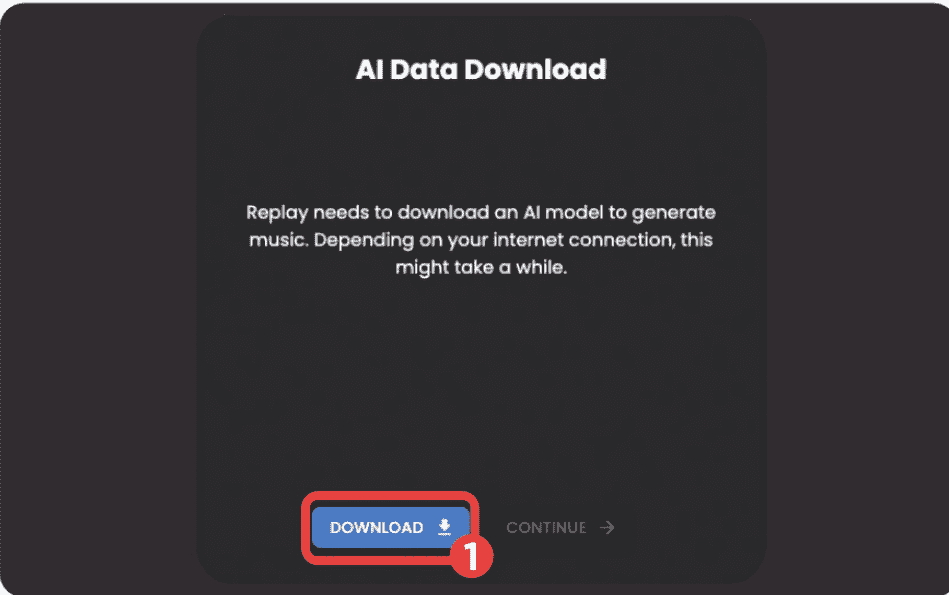 AI Data Download
Replay needs to download an AI model to generate
music. Depending on your internet connection, this
might take a while.
DOWNLOAD
CONTINUE
1